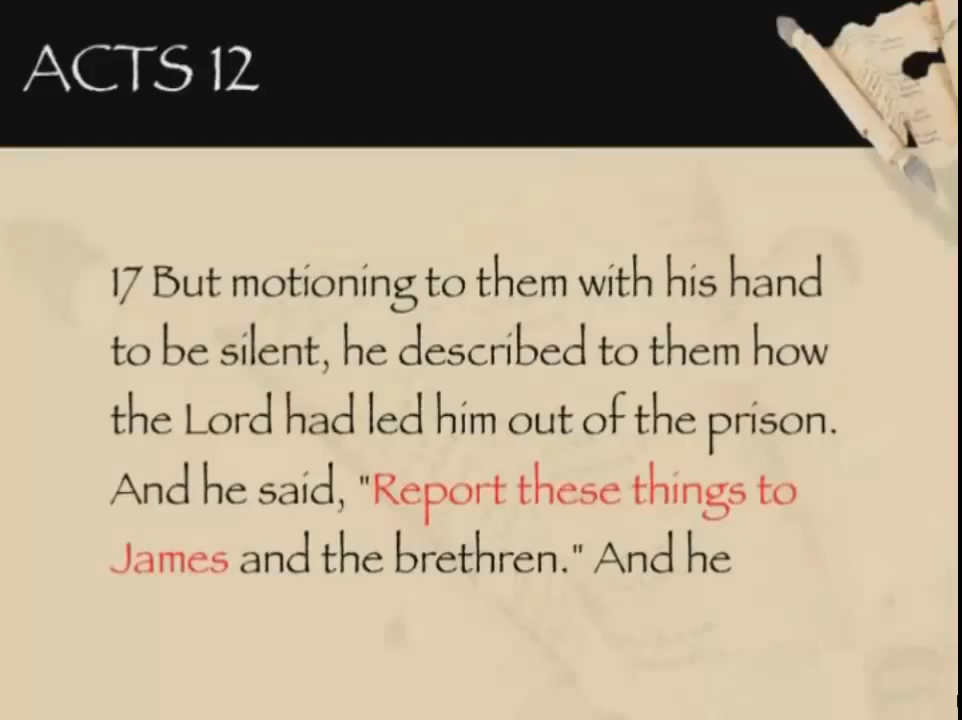 ACTS 12
17 But motioning to them with his hand
to be silent, he described to them how
the Lord had led him out of the prison.
And he said, "Report these things to
James and the brethren." And he